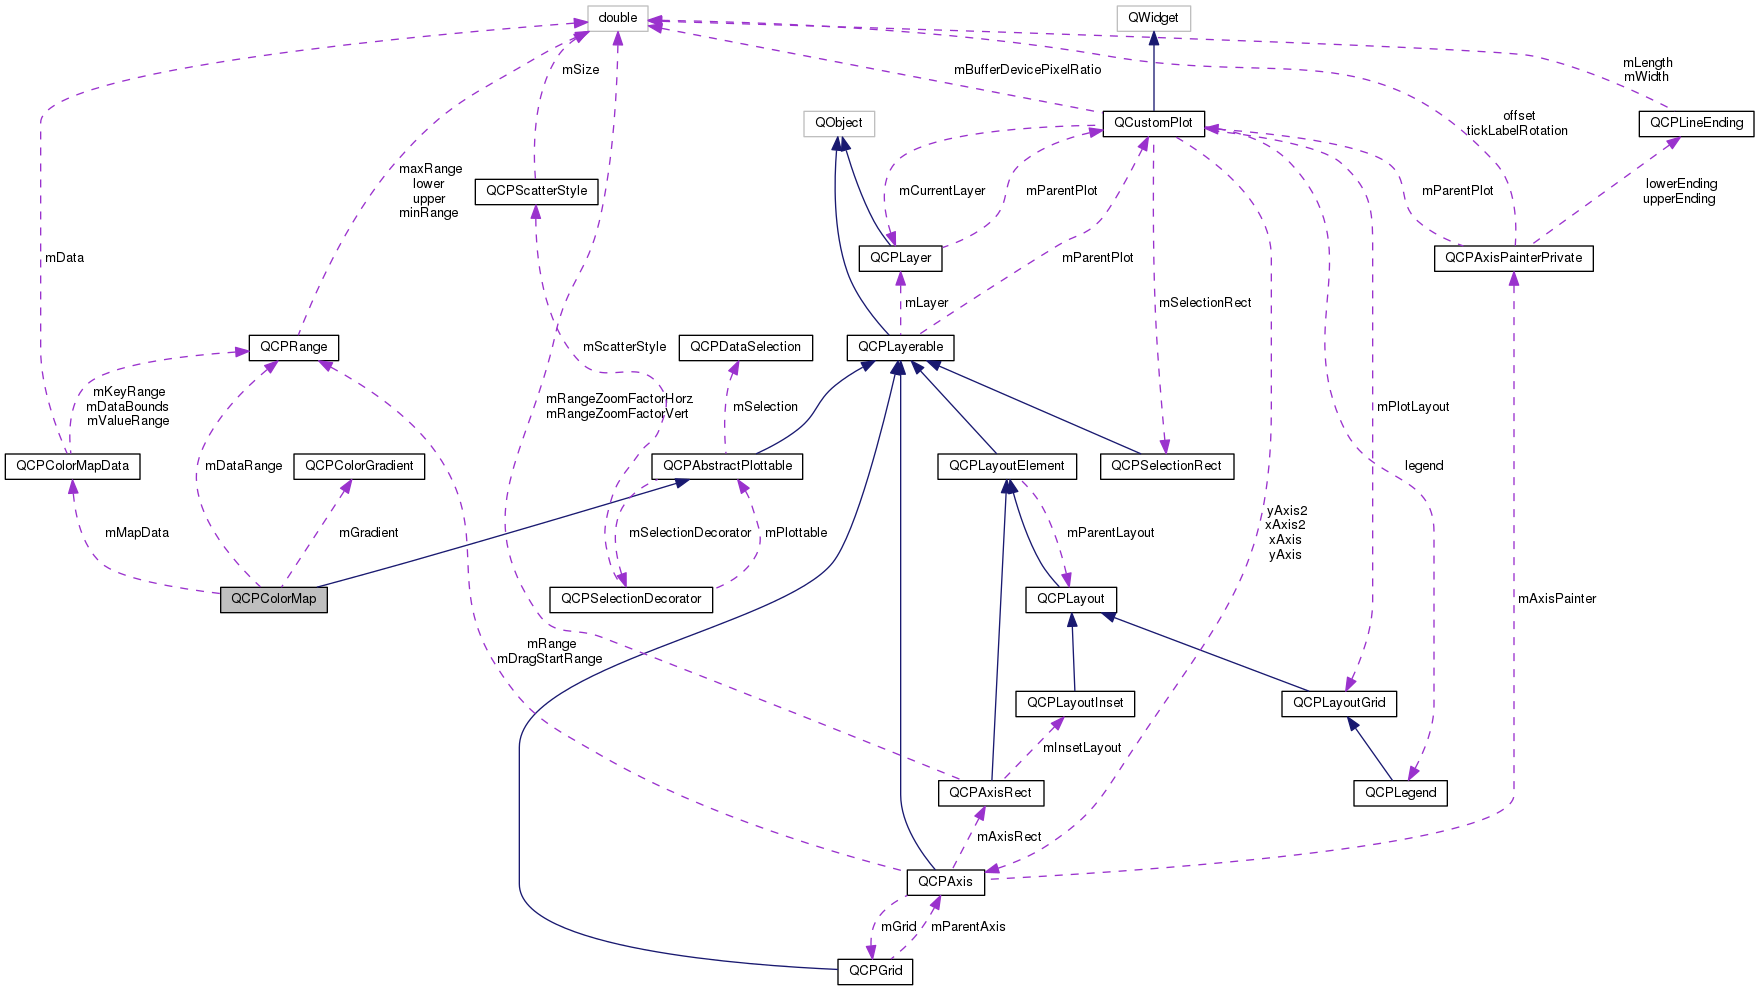 double
QWidget
mSize
mBufferDevicePixelRatio
mLength
mWidth
QObject
QCustomPlot
offset
tickLabelRotation
QCPLineEnding
maxRange
lower
upper
minRange
QCPScatterStyle
mCurrentLayer
mParentPlot
mParentPlot
lowerEnding
upperEnding
mData
QCPLayer
mParentPlot
QCPAxisPainterPrivate
mLayer
mSelectionRect
QCPRange
mScatterStyle
QCPDataSelection
QCPLayerable
mKeyRange
mDataBounds
mValueRange
mRangeZoomFactorHorz
mRangeZoomFactorVert
mSelection
mPlotLayout
QCPColorMapData
mDataRange
QCPColorGradient
QCPAbstractPlottable
QCPLayoutElement
QCPSelectionRect
legend
mMapData
mGradient
mSelectionDecorator
mPlottable
mParentLayout
yAxis2
xAxis2
xAxis
yAxis
QCPColorMap
QCPSelectionDecorator
QCPLayout
mAxisPainter
mRange
mDragStartRange
QCPLayoutInset
QCPLayoutGrid
mInsetLayout
QCPAxisRect
QCPLegend
mAxisRect
QCPAxis
mGrid
mParentAxis
QCPGrid